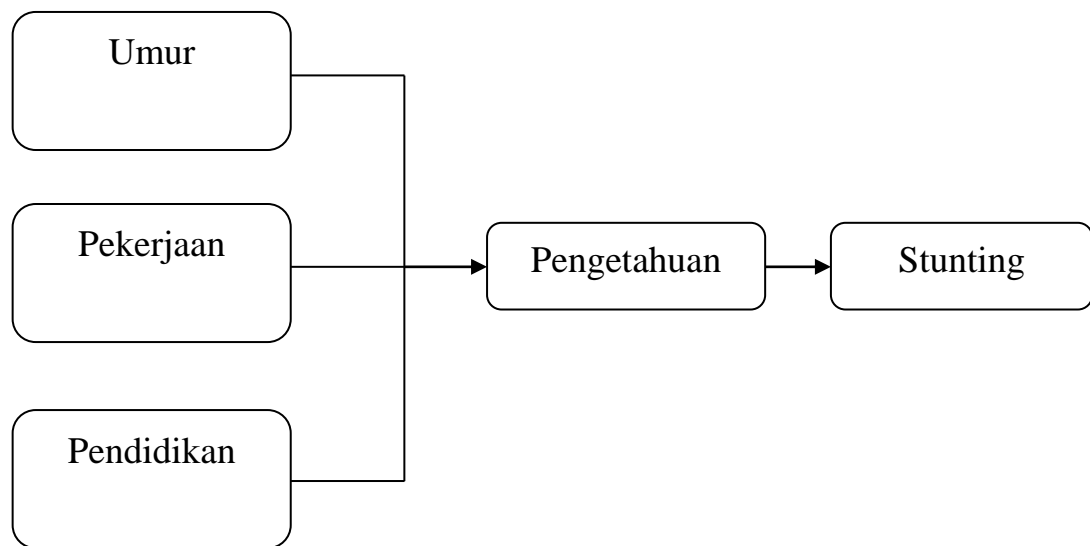 Umur
Pekerjaan
Pengetahuan
Stunting
Pendidikan